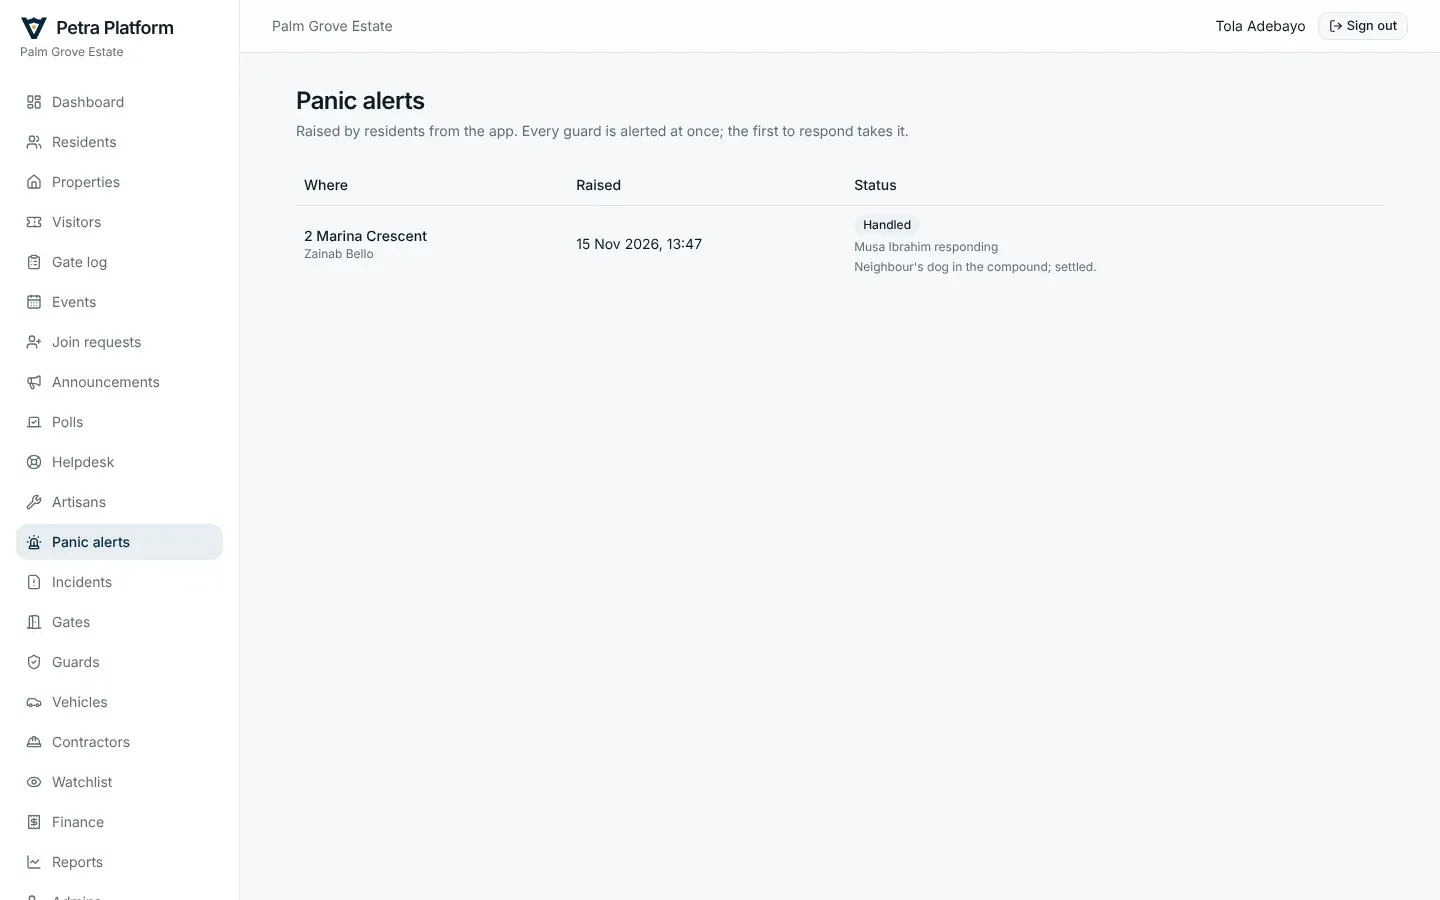 Petra Platform
Palm Grove Estate
Dashboard
Residents
Properties
Visitors
Gate log
Events
Join requests
Announcements
Polls
Helpdesk
Artisans
Panic alerts
Incidents
Gates
Guards
Vehicles
Contractors
Watchlist
Finance
Reports
Palm Grove Estate
Tola Adebayo
Sign out
Panic alerts
Raised by residents from the app. Every guard is alerted at once; the first to respond takes it.
Where Raised Status
2 Marina Crescent
Zainab Bello
15 Nov 2026, 13:47
Handled
Musa Ibrahim responding
Neighbour's dog in the compound; settled.